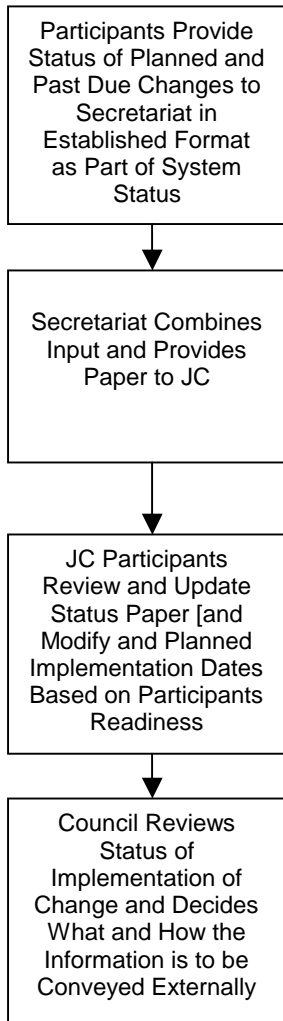 Participants Provide
Status of Planned and
Past Due Changes to
Secretariat in
Established Format
as Part of System
Status
Secretariat Combines
Input and Provides
Paper to JC
JC Participants
Review and Update
Status Paper [and
Modify and Planned
Implementation Dates
Based on Participants
Readiness
Council Reviews
Status of
Implementation of
Change and Decides
What and How the
Information is to be
Conveyed Externally